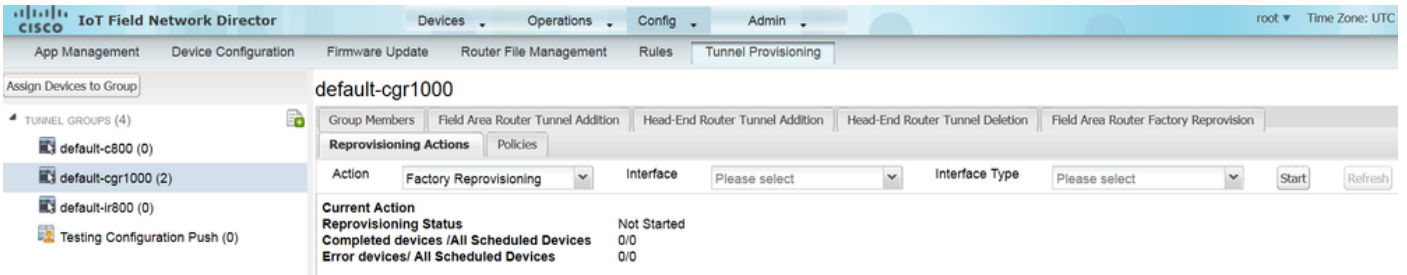 CISCO IoT Field Network Director Devices Operations Config Admin root Time Zone: UTC
App Management Device Configuration Firmware Update Router File Management Rules Tunnel Provisioning
Assign Devices to Group
default-cgr1000
TUNNEL GROUPS (4)
Group Members Field Area Router Tunnel Addition Head-End Router Tunnel Addition Head-End Router Tunnel Deletion Field Area Router Factory Reprovision
default-c800 (0)
Reprovisioning Actions Policies
default-cgr1000 (2)
Action Factory Reprovisioning Interface Please select Interface Type Please select Start Refresh
default-ir800 (0)
Testing Configuration Push (0)
Current Action
Reprovisioning Status Not Started
Completed devices /All Scheduled Devices 0/0
Error devices/ All Scheduled Devices 0/0